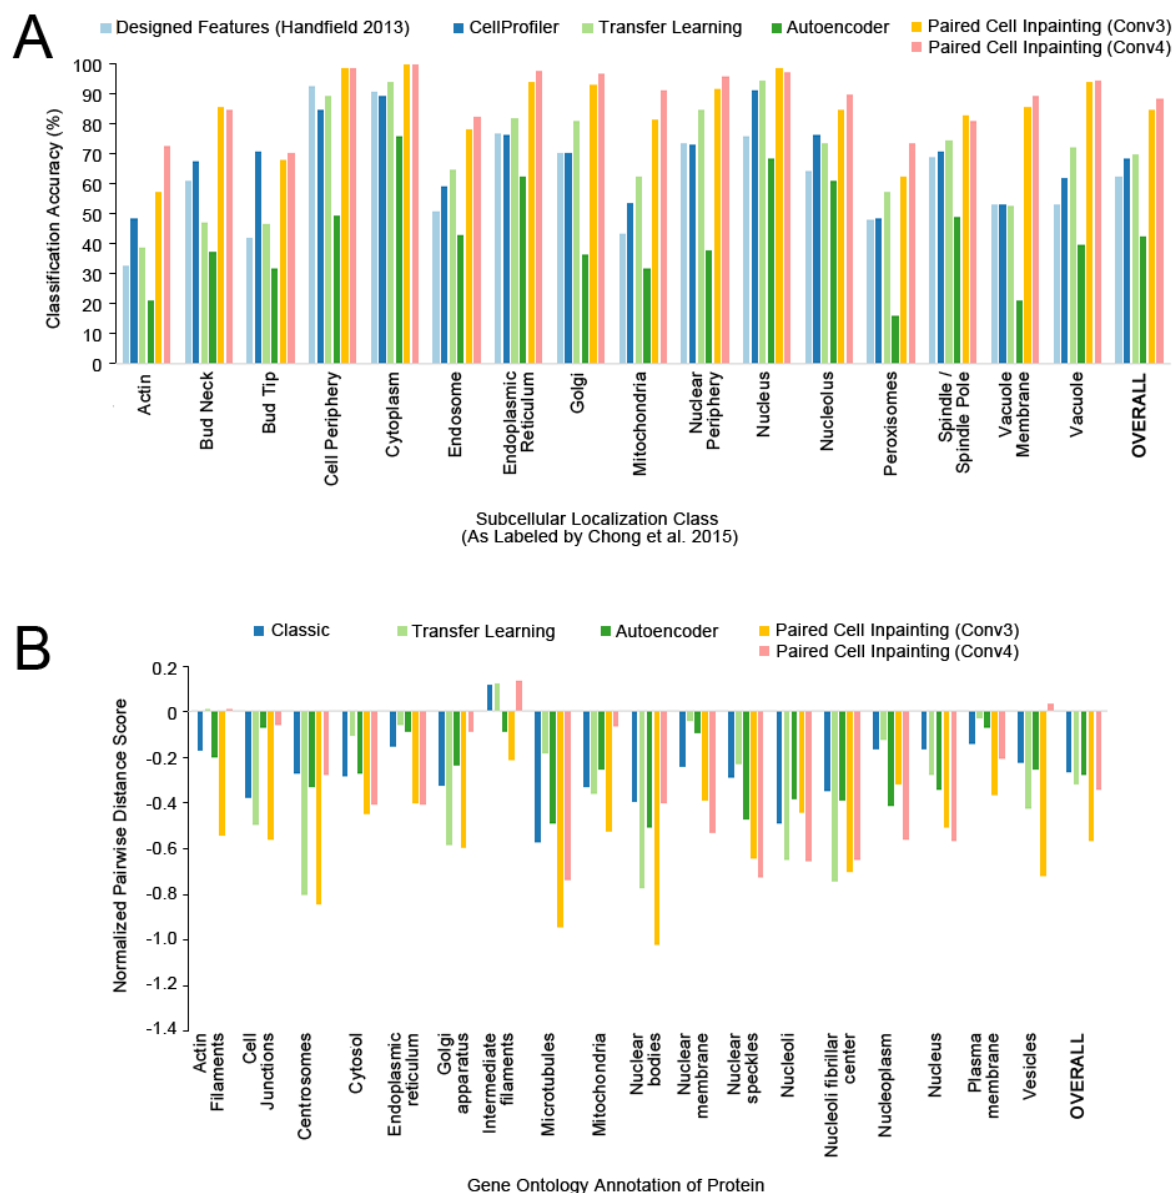 A
Designed Features (Handfield 2013)
CellProfiler
Transfer Learning
Autoencoder
Paired Cell Inpainting (Conv3)
Paired Cell Inpainting (Conv4)
Classification Accuracy (%)
100
90
80
70
60
50
40
30
20
10
0
Actin
Bud Neck
Bud Tip
Cell Periphery
Cytoplasm
Endosome
Endoplasmic
Reticulum
Golgi
Mitochondria
Nuclear
Periphery
Nucleus
Nucleolus
Peroxisomes
Spindle /
Spindle Pole
Vacuole
Membrane
Vacuole
OVERALL
Subcellular Localization Class
(As Labeled by Chong et al. 2015)
B
Classic
Transfer Learning
Autoencoder
Paired Cell Inpainting (Conv3)
Paired Cell Inpainting (Conv4)
Normalized Pairwise Distance Score
0.2
0
-0.2
-0.4
-0.6
-0.8
-1.0
-1.2
-1.4
Actin
Filaments
Cell
Junctions
Centrosomes
Cytosol
Endoplasmic
reticulum
Golgi
apparatus
Intermediate
filaments
Microtubules
Mitochondria
Nuclear
bodies
Nuclear
membrane
Nuclear
speckles
Nucleoli
Nucleoli fibrillar
center
Nucleoplasm
Nucleus
Plasma
membrane
Vesicles
OVERALL
Gene Ontology Annotation of Protein